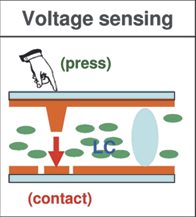 Voltage sensing
(press)
LC
(contact)